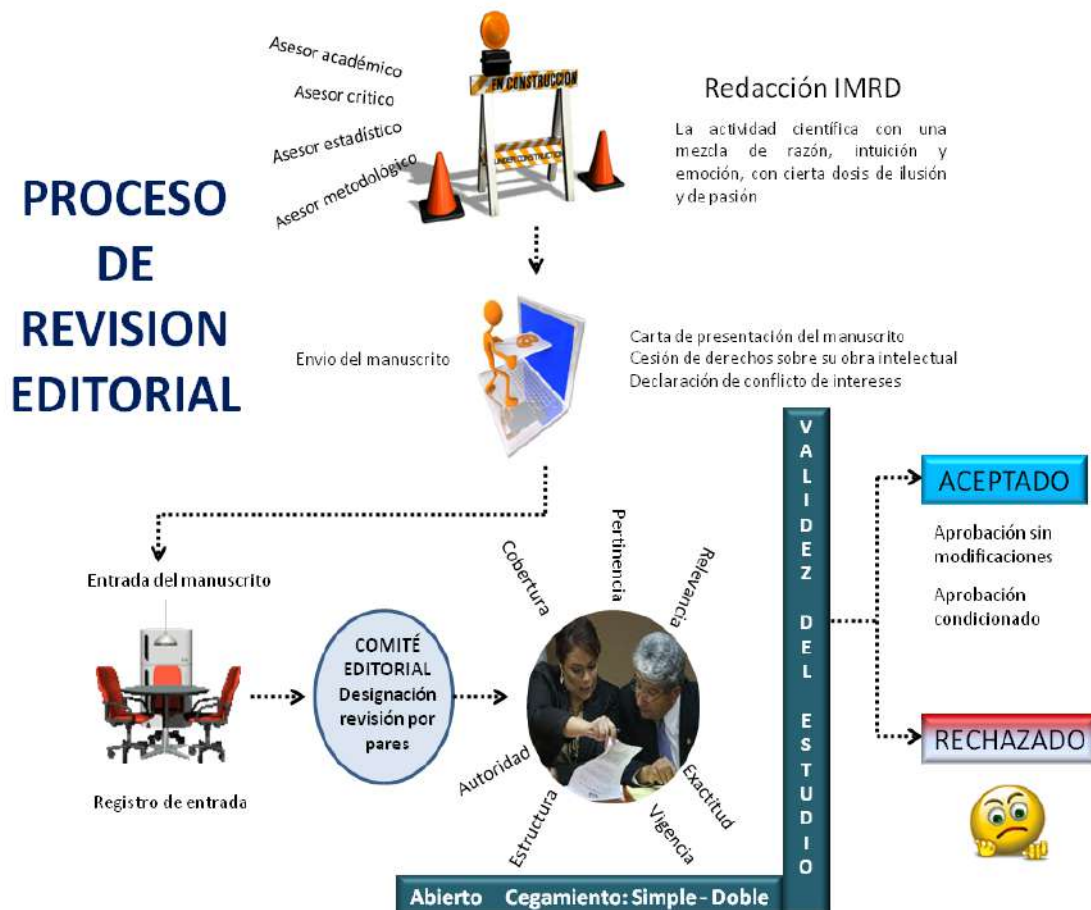 PROCESO
DE
REVISION
EDITORIAL
Asesor académico
Asesor critico
Asesor estadístico
Asesor metodológico
EN CONSTRUCCION
UNDER CONSTRUCTION
Redacción IMRD
La actividad científica con una
mezcla de razón, intuición y
emoción, con cierta dosis de ilusión
y de pasión
Envio del manuscrito
Carta de presentación del manuscrito
Cesión de derechos sobre su obra intelectual
Declaración de conflicto de intereses
Entrada del manuscrito
Registro de entrada
COMITÉ
EDITORIAL
Designación
revisión por
pares
Cobertura
Pertinencia
Relevancia
Autoridad
Estructura
Vigencia
Exactitud
Abierto Cegamiento: Simple - Doble
VALIDEZ DEL ESTUDIO
ACEPTADO
Aprobación sin
modificaciones
Aprobación
condicionado
RECHAZADO